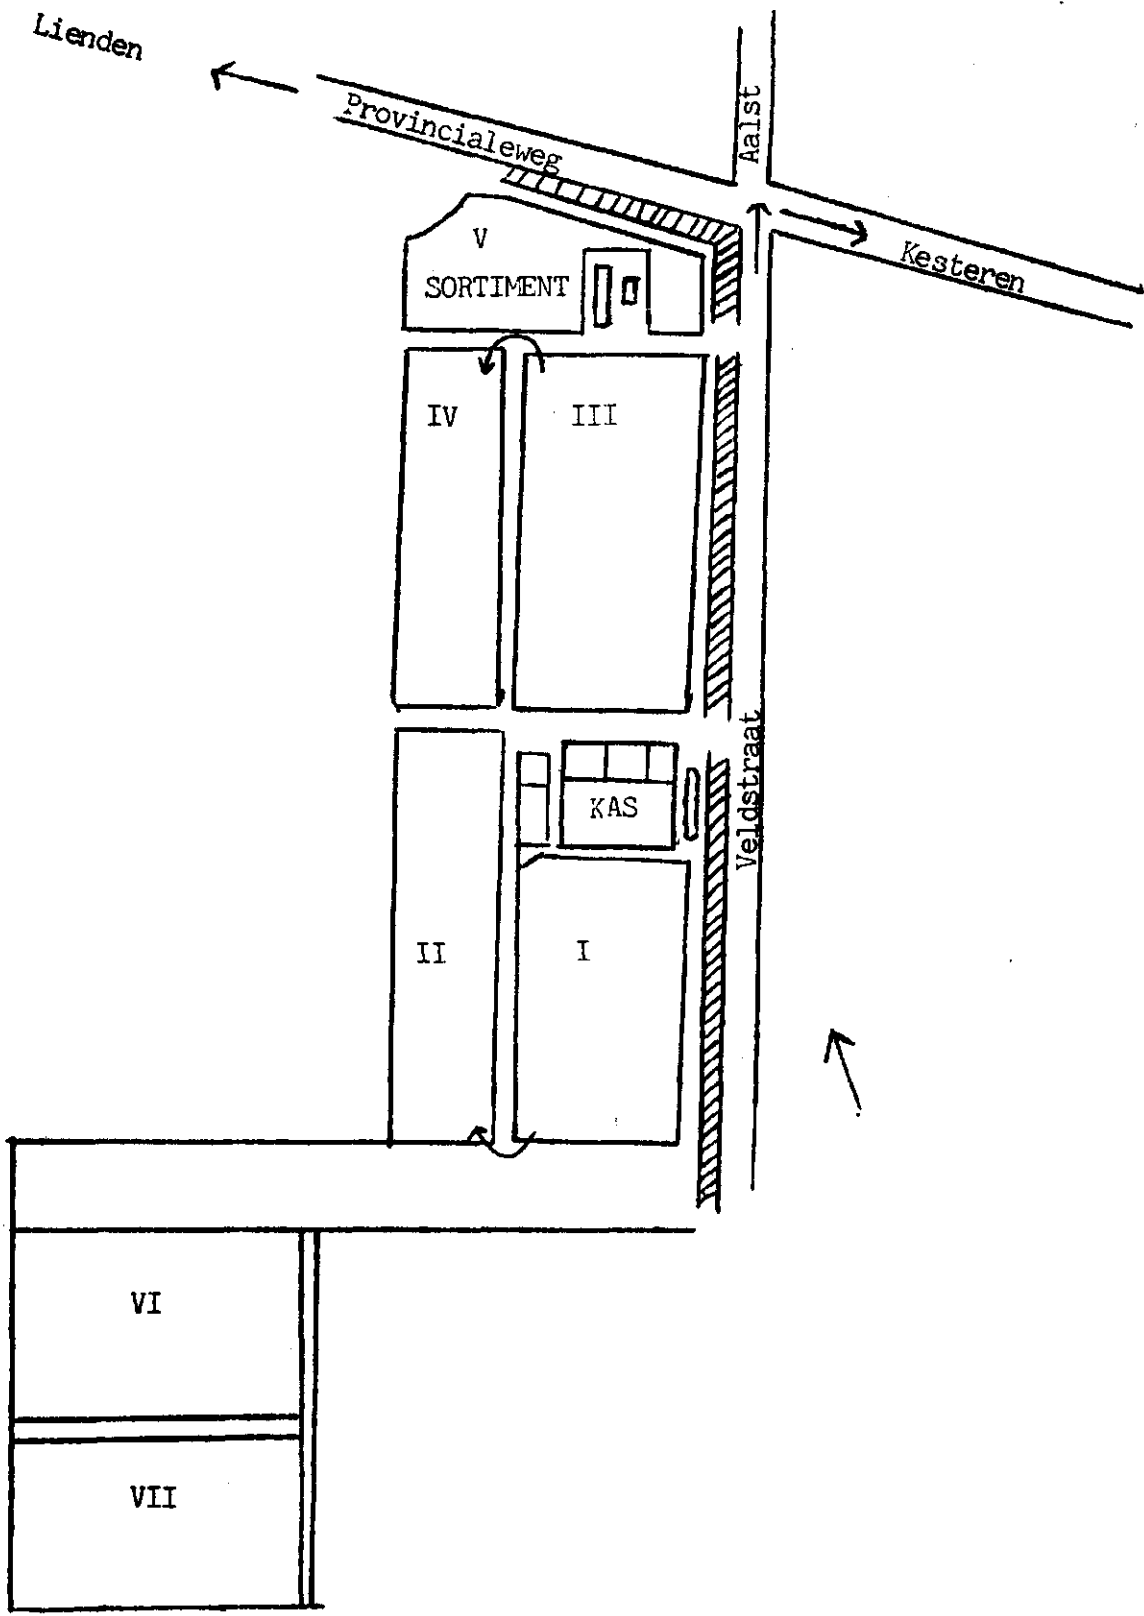 Lienden
Provincialeweg
Aalst
Kesteren
V
SORTIMENT
IV
III
Veldstraat
KAS
II
I
VI
VII